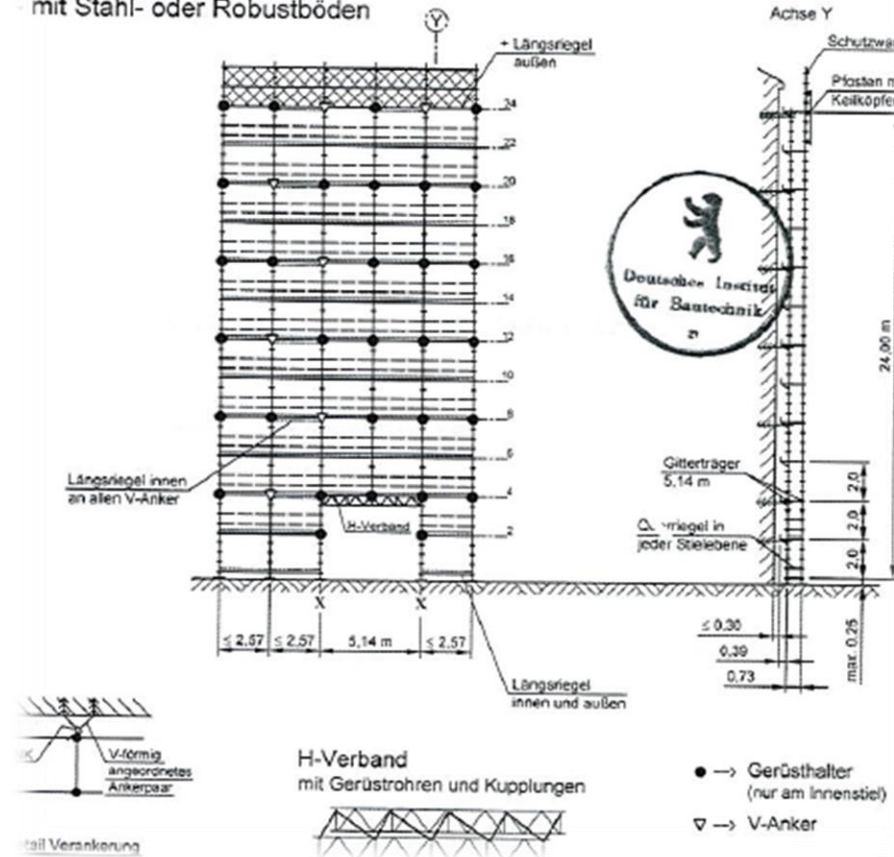 mit Stahl- oder Robustböden
Y
+ Längsriegel
außen
24
22
20
18
16
14
12
10
8
6
4
2
Längsriegel innen
an allen V-Anker
H-Verband
X
X
≤ 2,57
≤ 2,57
5,14 m
≤ 2,57
Längsriegel
innen und außen
Achse Y
Pfosten
Deutsches Institut
für Bautechnik
24,00 m
Gitterträger
5,14 m
in
jeder Stielebene
2,0
2,0
2,0
≤ 0,30
0,39
0,73
max. 0,25
V-förmig
angeordnetes
Ankerpaar
Verankerung
H-Verband
mit Gerüstrohren und Kupplungen
Gerüsthalter
(nur am Innenstiel)
V-Anker